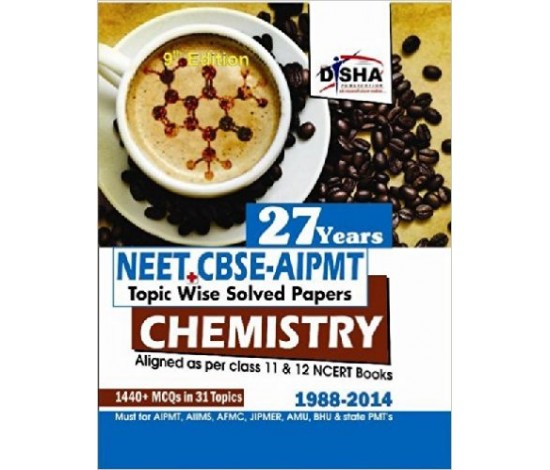 9th Edition
DISHA
PUBLICATION
27 Years
NEET+CBSE-AIPMT
Topic Wise Solved Papers
CHEMISTRY
Aligned as per class 11 & 12 NCERT Books
1440+ MCQs in 31 Topics
1988-2014
Must for AIPMT, AIIMS, AFMC, JIPMER, AMU, BHU & state PMT's